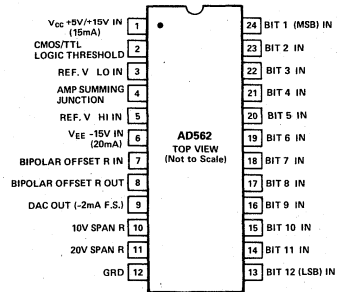 VCC +5V/+15V IN
(15mA)
1
CMOS/TTL
LOGIC THRESHOLD
2
REF. V LO IN
3
AMP SUMMING
JUNCTION
4
REF. V HI IN
5
VEE -15V IN
(20mA)
6
BIPOLAR OFFSET R IN
7
BIPOLAR OFFSET R OUT
8
DAC OUT (-2mA F.S.)
9
10V SPAN R
10
20V SPAN R
11
GRD
12
AD562
TOP VIEW
(Not to Scale)
24 BIT 1 (MSB) IN
23 BIT 2 IN
22 BIT 3 IN
21 BIT 4 IN
20 BIT 5 IN
19 BIT 6 IN
18 BIT 7 IN
17 BIT 8 IN
16 BIT 9 IN
15 BIT 10 IN
14 BIT 11 IN
13 BIT 12 (LSB) IN